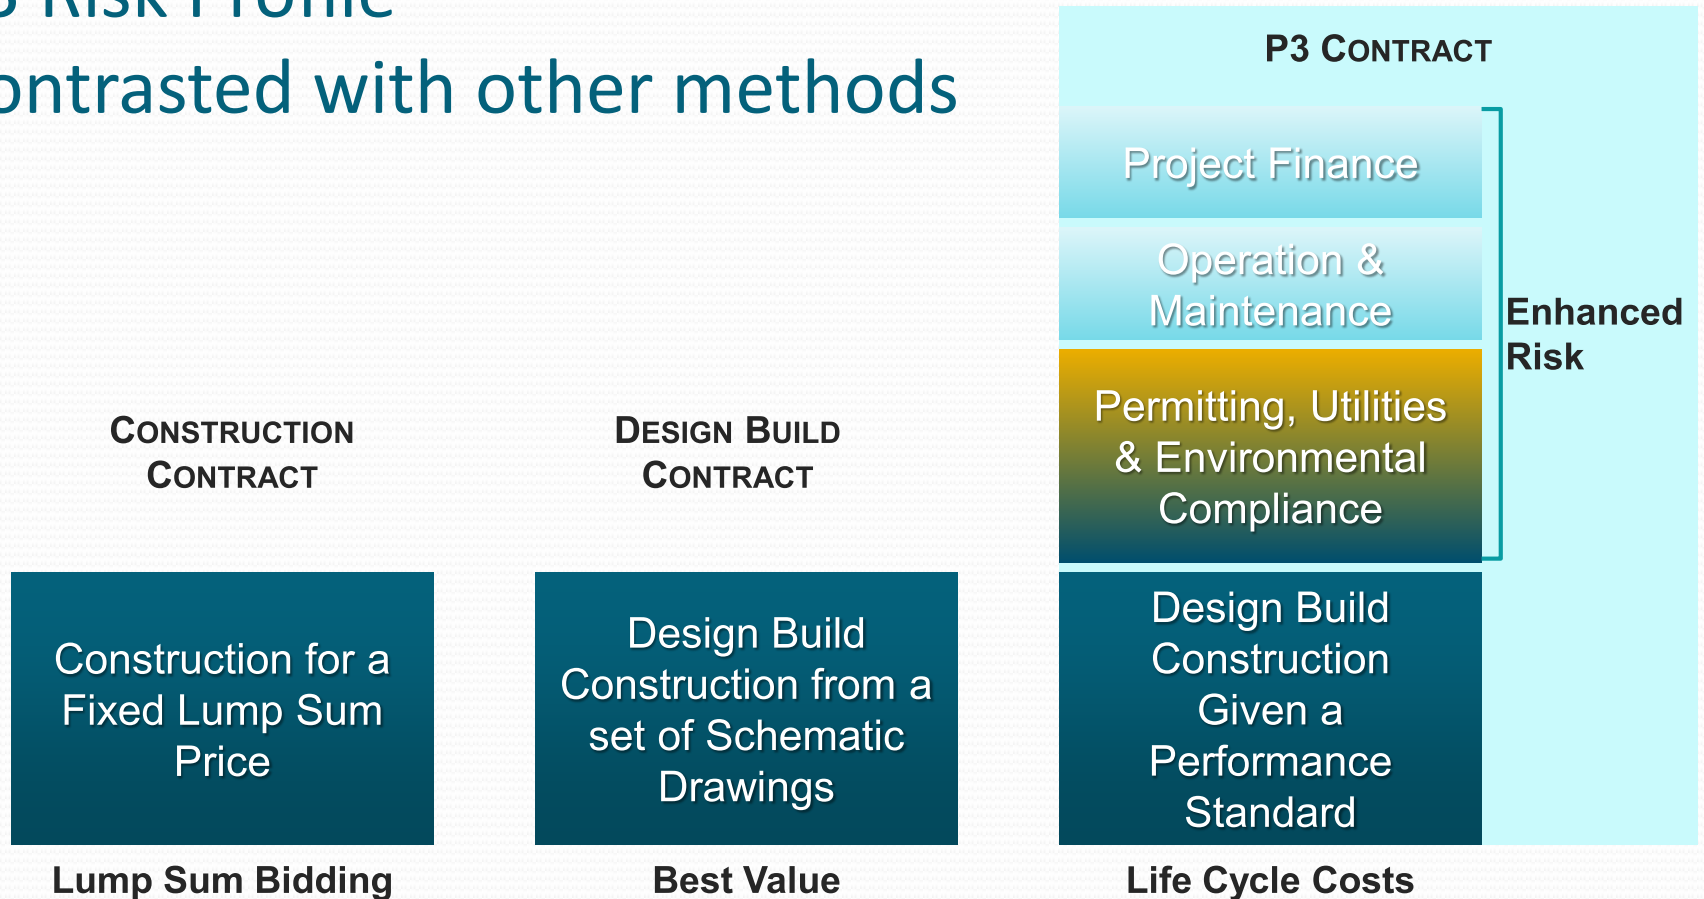 Risk Profile
ontrasted with other methods
P3 CONTRACT
Project Finance
Operation &
Maintenance
Permitting, Utilities
& Environmental
Compliance
Enhanced
Risk
CONSTRUCTION
CONTRACT
DESIGN BUILD
CONTRACT
Construction for a
Fixed Lump Sum
Price
Design Build
Construction from a
set of Schematic
Drawings
Design Build
Construction
Given a
Performance
Standard
Lump Sum Bidding
Best Value
Life Cycle Costs